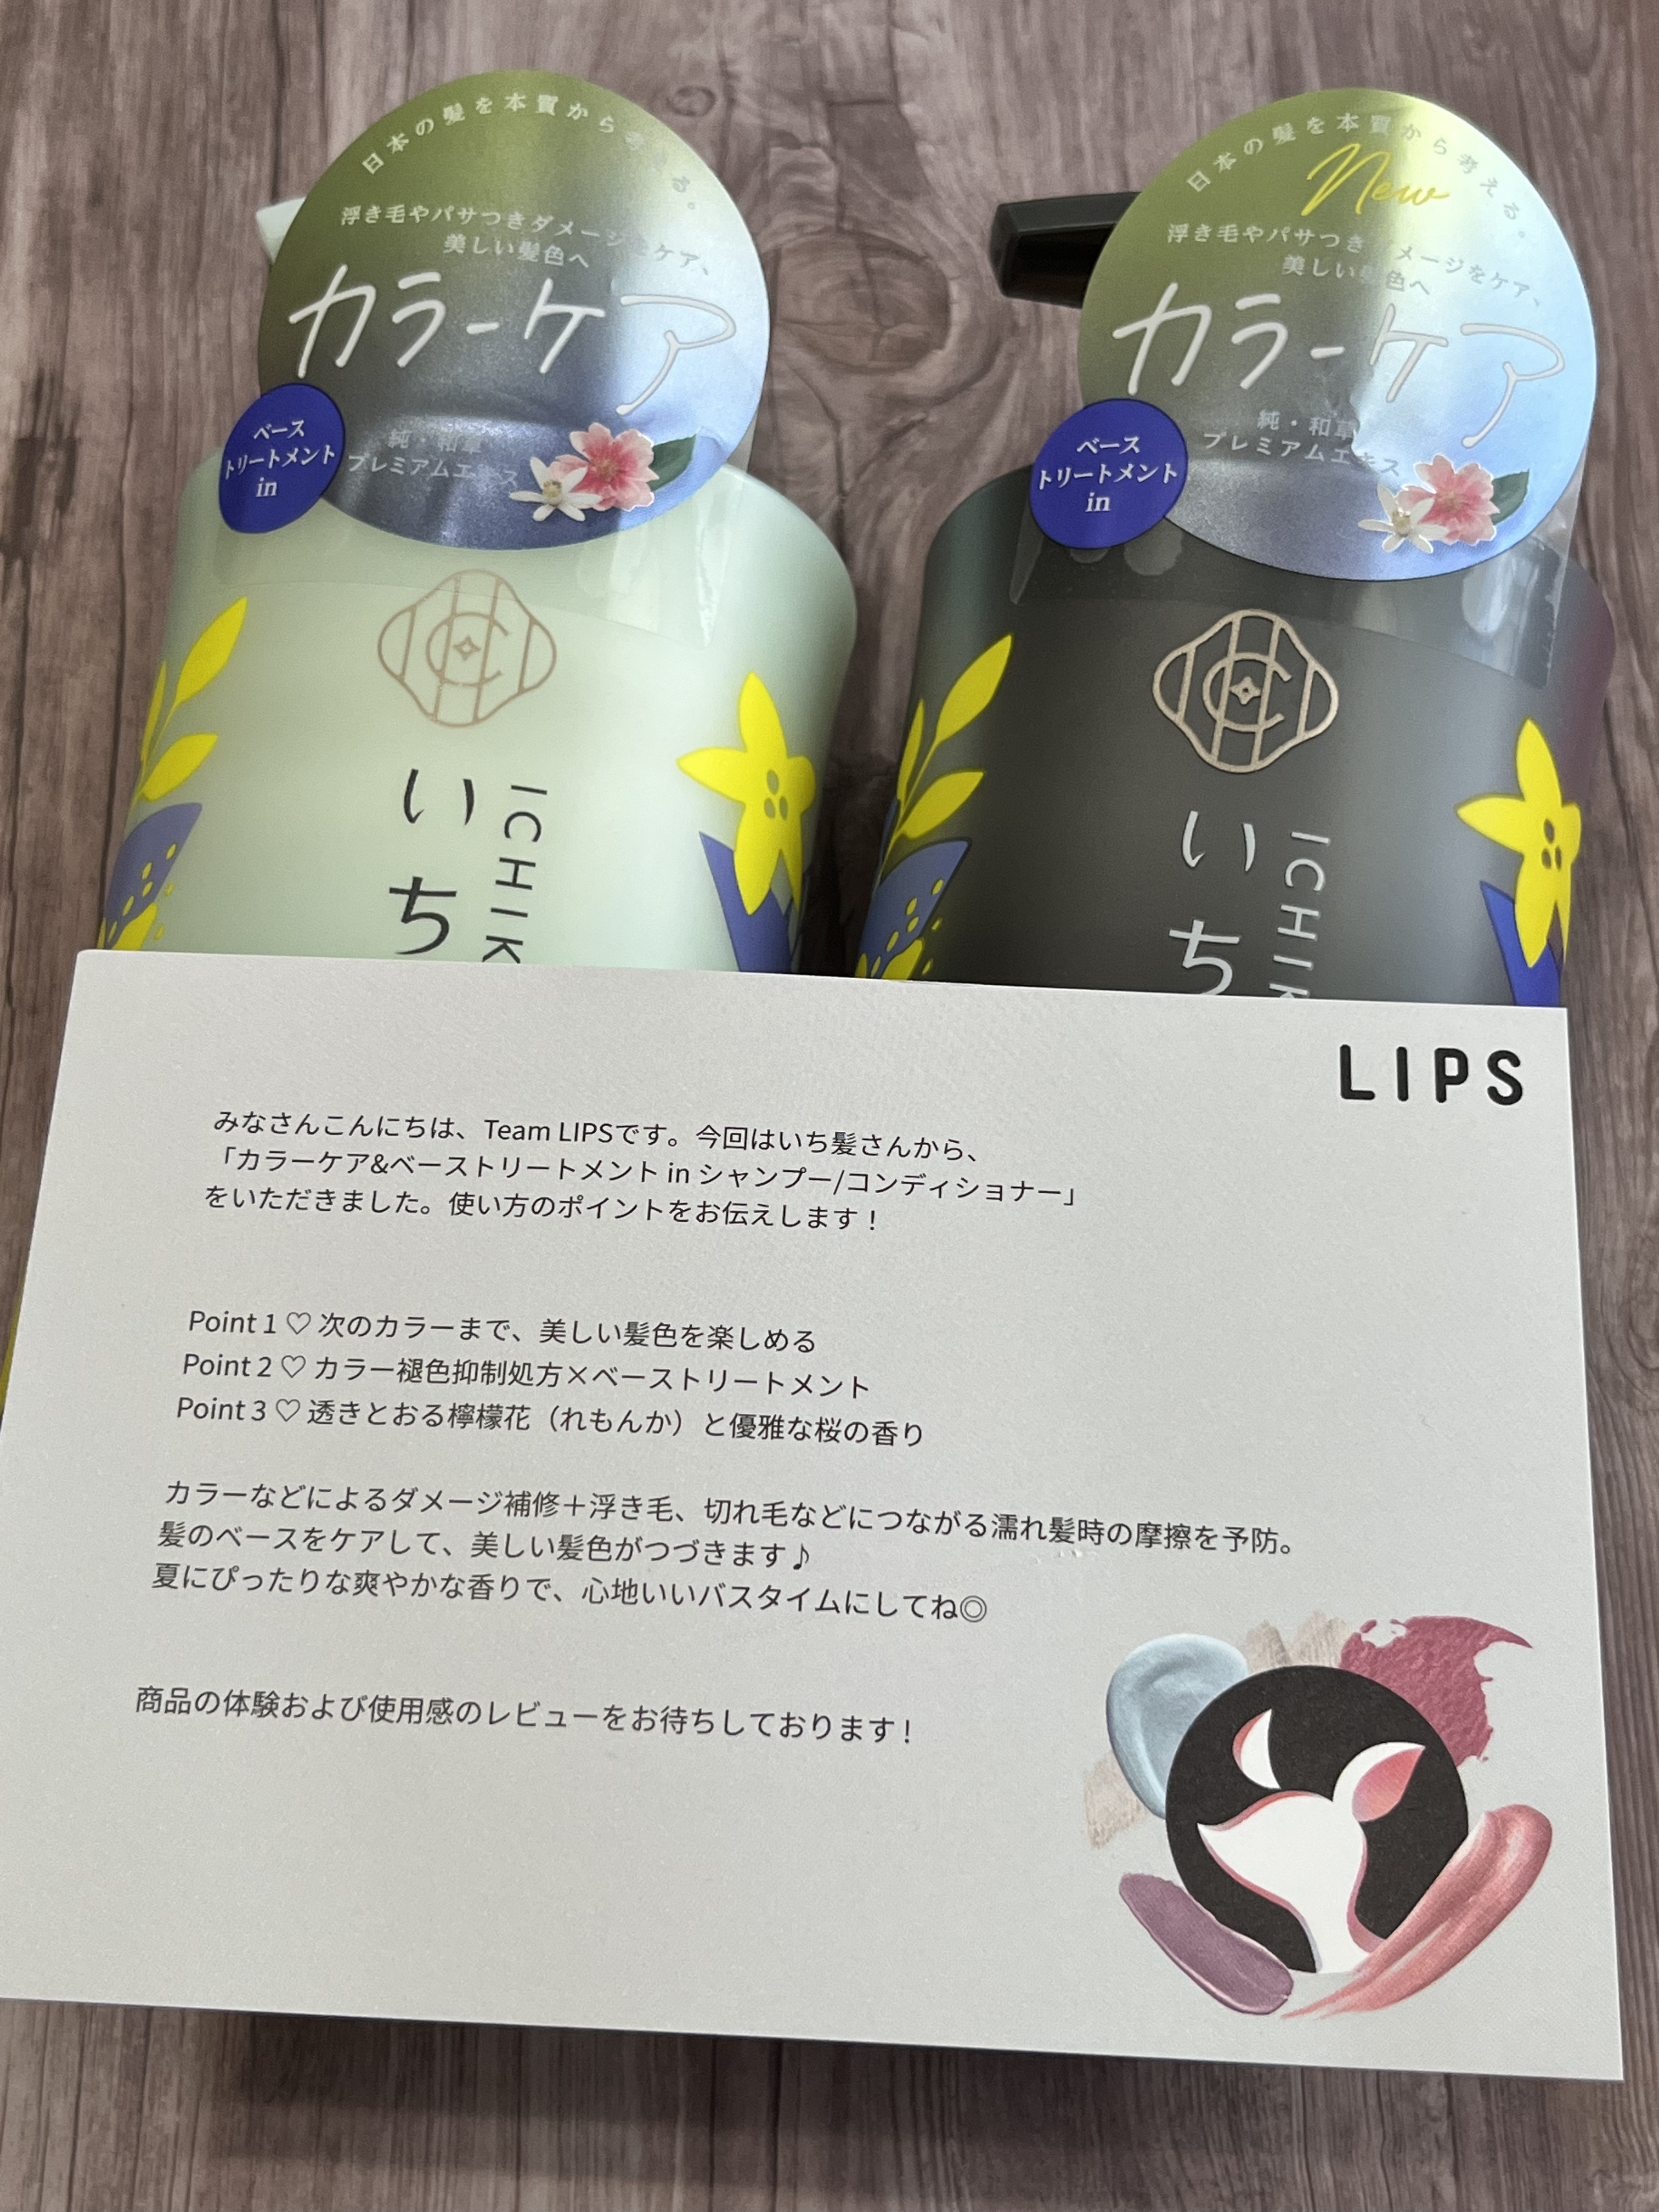 日本の髪を本質から考える。
浮き毛やパサつきダメージをケア、
美しい髪色へ
カラーケア
ベース
トリートメント
in
純・和草
プレミアムエキス
いち
ICHIK
日本の髪を本質から考える。
New
浮き毛やパサつきダメージをケア、
美しい髪色へ
カラーケア
ベース
トリートメント
in
純・和草
プレミアムエキス
いち
ICHIK
LIPS
みなさんこんにちは、Team LIPSです。今回はいち髪さんから、
「カラーケア&ベーストリートメント in シャンプー/コンディショナー」
をいただきました。使い方のポイントをお伝えします！
Point 1 ♡ 次のカラーまで、美しい髪色を楽しめる
Point 2 ♡ カラー褪色抑制処方×ベーストリートメント
Point 3 ♡ 透きとおる檸檬花（れもんか）と優雅な桜の香り
カラーなどによるダメージ補修＋浮き毛、切れ毛などにつながる濡れ髪時の摩擦を予防。
髪のベースをケアして、美しい髪色がつづきます♪
夏にぴったりな爽やかな香りで、心地いいバスタイムにしてね◎
商品の体験および使用感のレビューをお待ちしております！